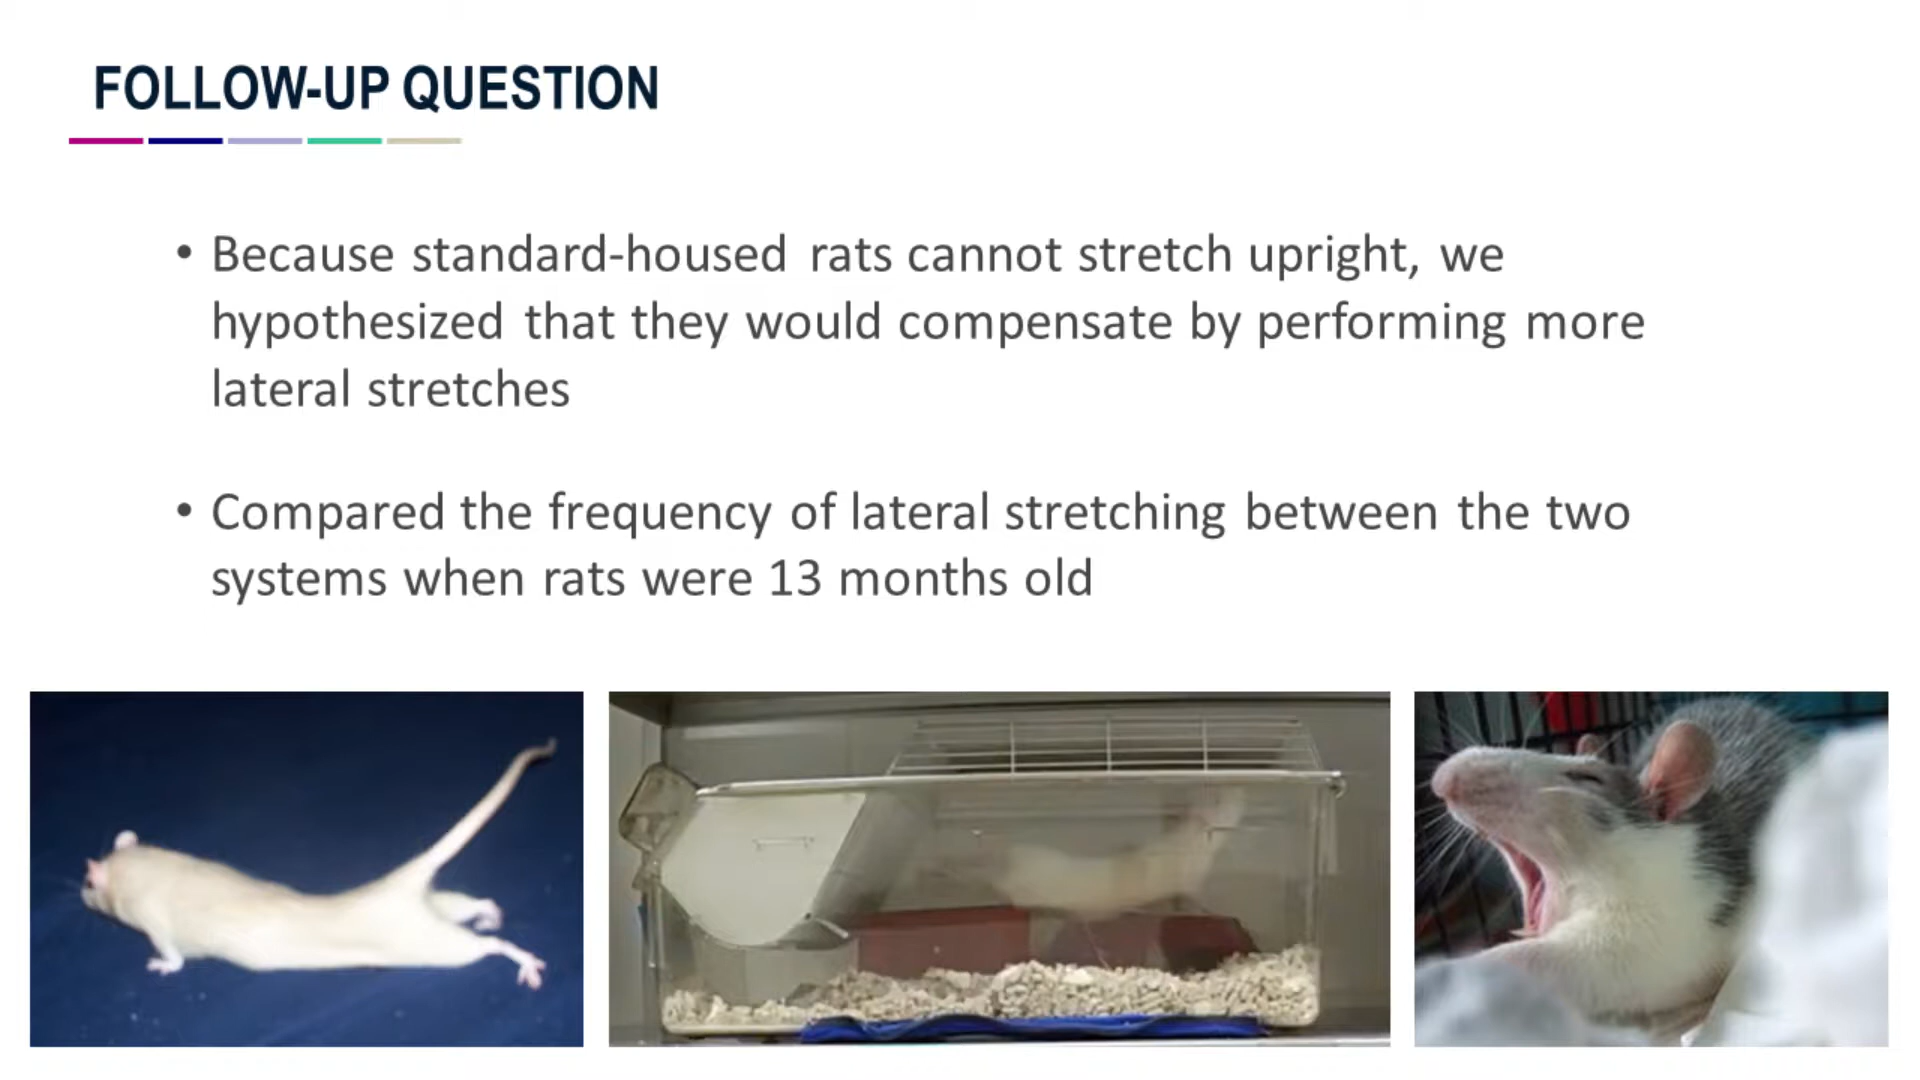 FOLLOW-UP QUESTION
• Because standard-housed rats cannot stretch upright, we
hypothesized that they would compensate by performing more
lateral stretches
• Compared the frequency of lateral stretching between the two
systems when rats were 13 months old